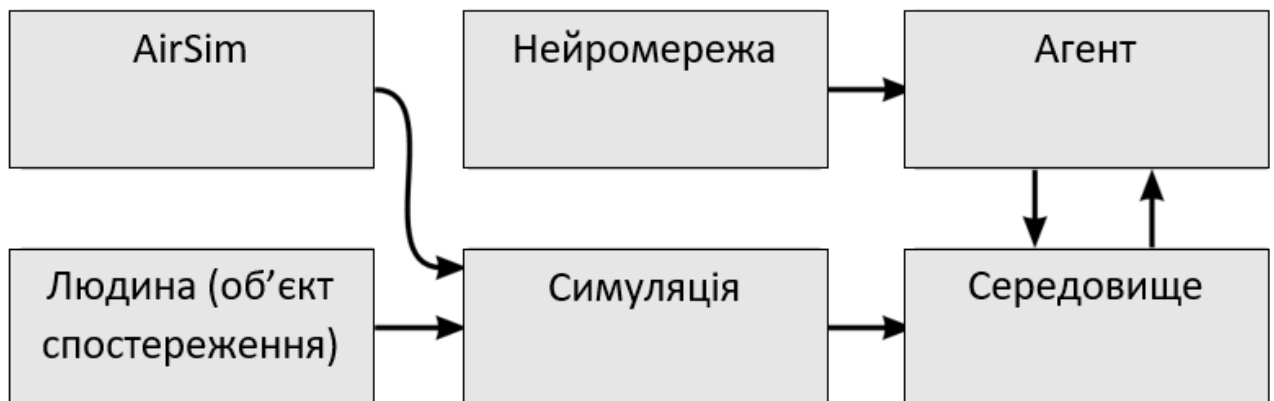 AirSim
Нейромережа
Агент
Людина (об’єкт
спостереження)
Симуляція
Середовище